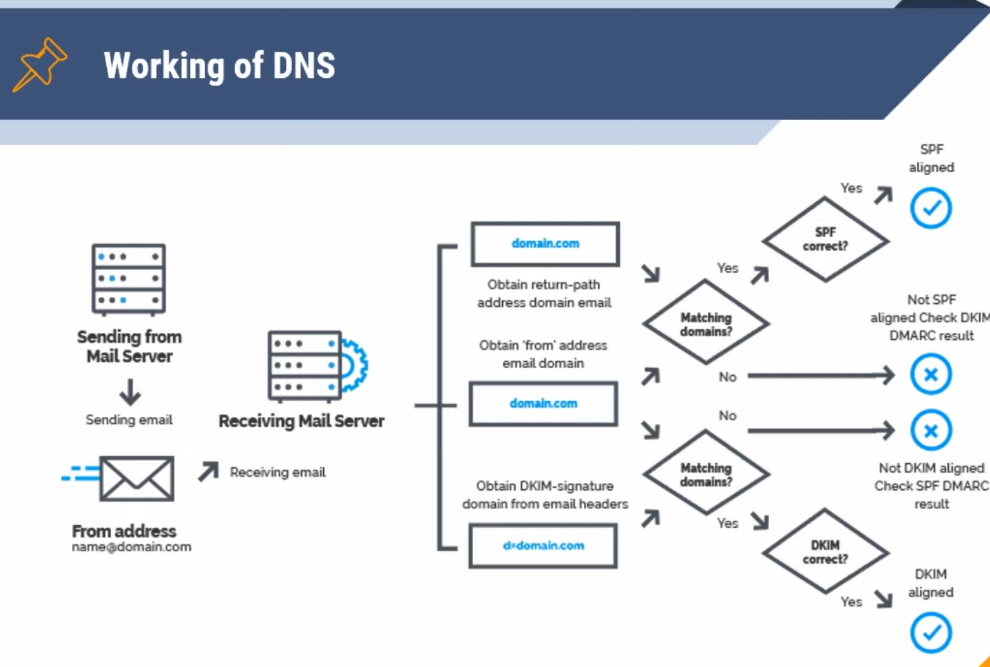 Working of DNS
Sending from
Mail Server
Sending email
From address
name@domain.com
Receiving email
Receiving Mail Server
domain.com
Obtain return-path
address domain email
Obtain 'from' address
email domain
domain.com
Obtain DKIM-signature
domain from email headers
d=domain.com
Matching
domains?
Yes
No
SPF
correct?
Yes
SPF
aligned
Not SPF
aligned Check DKIM
DMARC result
No
Matching
domains?
Yes
Not DKIM aligned
Check SPF DMARC
result
DKIM
correct?
Yes
DKIM
aligned